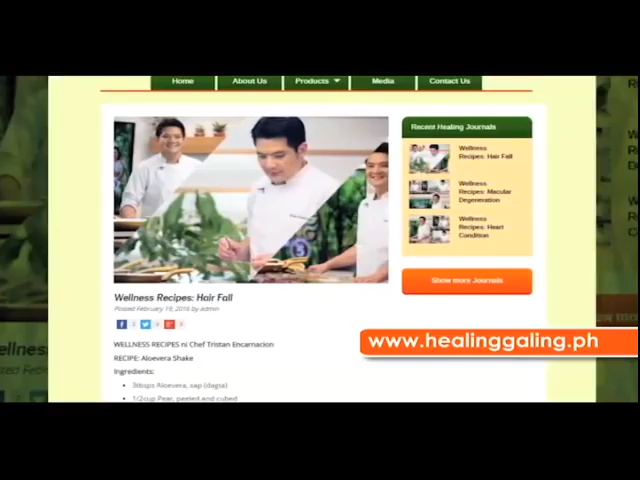 Home
About Us
Products
Media
Contact Us
Recent Healing Journals
Wellness
Recipes: Hair Fall
Wellness
Recipes: Macular
Degeneration
Wellness
Recipes: Heart
Condition
Show more Journals
Wellness Recipes: Hair Fall
Posted February 19, 2016 by admin
www.healinggaling.ph
WELLNESS RECIPES ni Chef Tristan Encarnacion
RECIPE: Aloevera Shake
Ingredients:
3tbsps Aloevera, sap (dagta)
1/2cup Pear, peeled and cubed